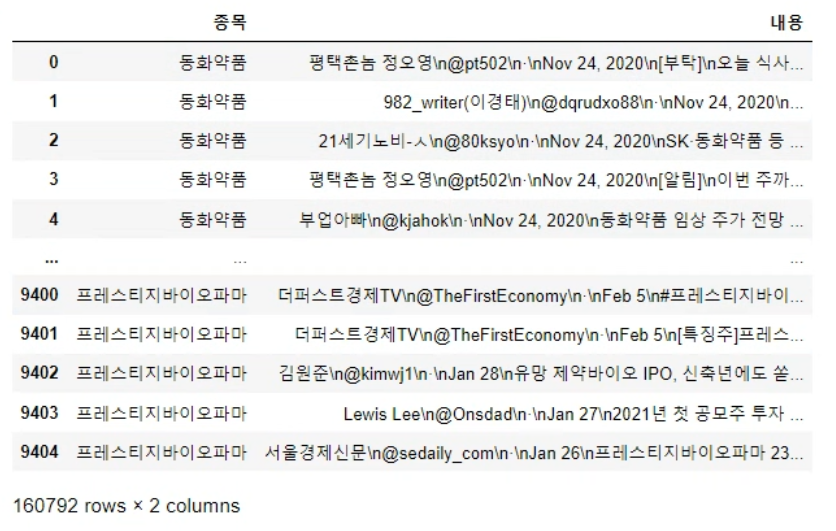 종목 내용
0 동화약품 평택촌놈 정오영\n@pt502\n·\nNov 24, 2020\n[부탁]\n오늘 식사...
1 동화약품 982_writer(이경태)\n@dqrudxo88\n·\nNov 24, 2020\n...
2 동화약품 21세기노비-ㅅ\n@80ksyo\n·\nNov 24, 2020\nSK·동화약품 등 ...
3 동화약품 평택촌놈 정오영\n@pt502\n·\nNov 24, 2020\n[알림]\n이번 주까...
4 동화약품 부업아빠\n@kjahok\n·\nNov 24, 2020\n동화약품 임상 주가 전망 ...
... ... ...
9400 프레스티지바이오파마 더퍼스트경제TV\n@TheFirstEconomy\n·\nFeb 5\n#프레스티지바이...
9401 프레스티지바이오파마 더퍼스트경제TV\n@TheFirstEconomy\n·\nFeb 5\n[특징주]프레스...
9402 프레스티지바이오파마 김원준\n@kimwj1\n·\nJan 28\n유망 제약바이오 IPO, 신축년에도 쏟...
9403 프레스티지바이오파마 Lewis Lee\n@Onsdad\n·\nJan 27\n2021년 첫 공모주 투자 ...
9404 프레스티지바이오파마 서울경제신문\n@sedaily_com\n·\nJan 26\n프레스티지바이오파마 23...
160792 rows × 2 columns